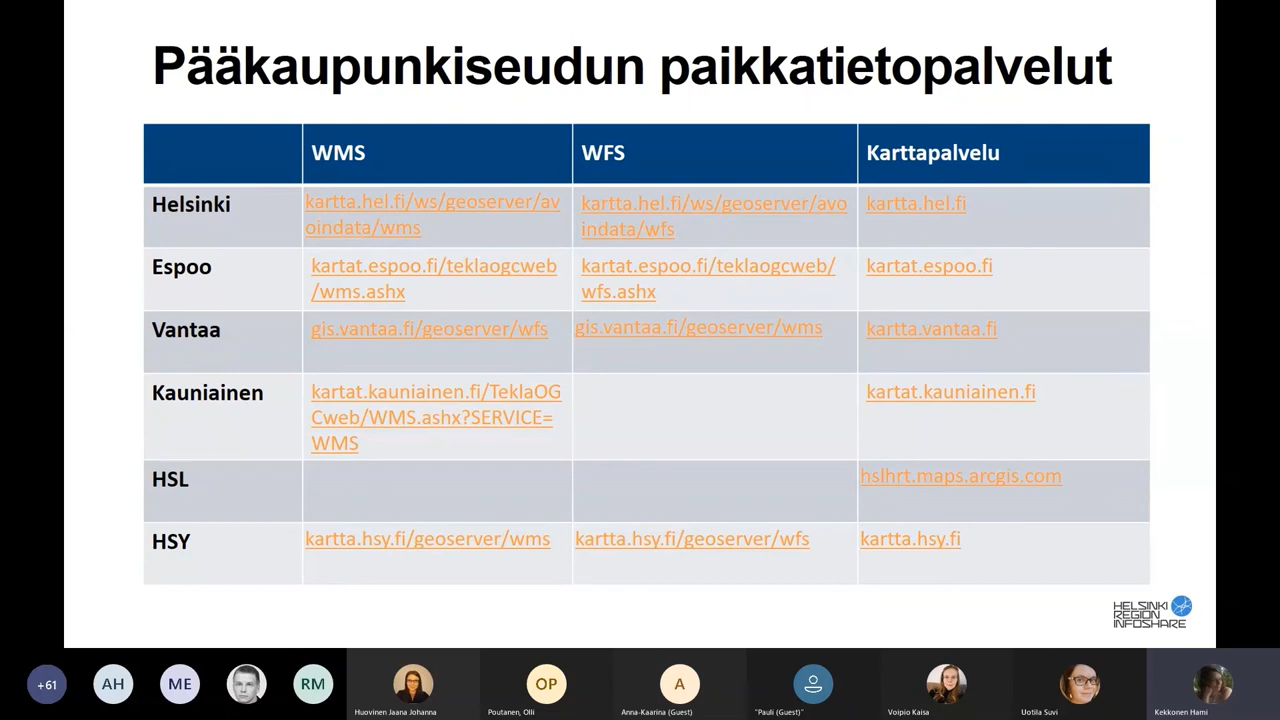 Pääkaupunkiseudun paikkatietopalvelut
WMS WFS Karttapalvelu
Helsinki kartta.hel.fi/ws/geoserver/av kartta.hel.fi/ws/geoserver/avo kartta.hel.fi
oindata/wms indata/wfs
Espoo kartat.espoo.fi/teklaogcweb kartat.espoo.fi/teklaogcweb/ kartat.espoo.fi
/wms.ashx wfs.ashx
Vantaa gis.vantaa.fi/geoserver/wfs gis.vantaa.fi/geoserver/wms kartta.vantaa.fi
Kauniainen kartat.kauniainen.fi/TeklaOG kartat.kauniainen.fi
Cweb/WMS.ashx?SERVICE=
WMS
HSL hslhrt.maps.arcgis.com
HSY kartta.hsy.fi/geoserver/wms kartta.hsy.fi/geoserver/wfs kartta.hsy.fi
HELSINKI
REGION
INFOSHARE
+61 AH ME RM OP A
Huovinen Jaana Johanna Poutanen, Olli Anna-Kaarina (Guest) "Pauli (Guest)" Voipio Kaisa Uotila Suvi Kekkonen Hami